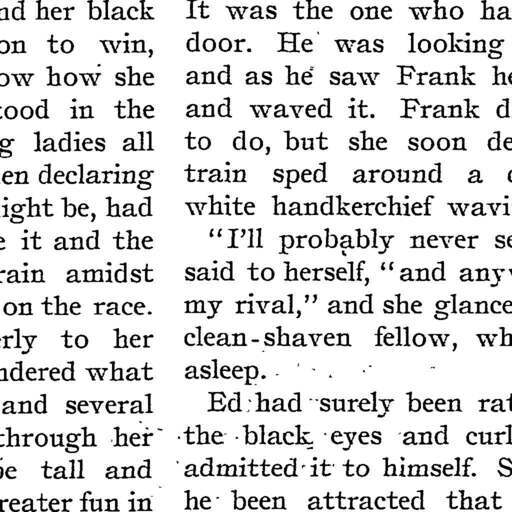 nd her black
on to win,
ow how she
tood in the
g ladies all
en declaring
ight be, had
e it and the
rain amidst
on the race.
rly to her
ndered what
and several
through her
be tall and
reater fun in
It was the one who ha
door. He was looking
and as he saw Frank he
and waved it. Frank d
to do, but she soon de
train sped around a c
white handkerchief wavi
"I'll probably never se
said to herself, "and anyw
my rival," and she glance
clean-shaven fellow, wh
asleep.
Ed had surely been rat
the black eyes and curl
admitted it to himself. S
he been attracted that